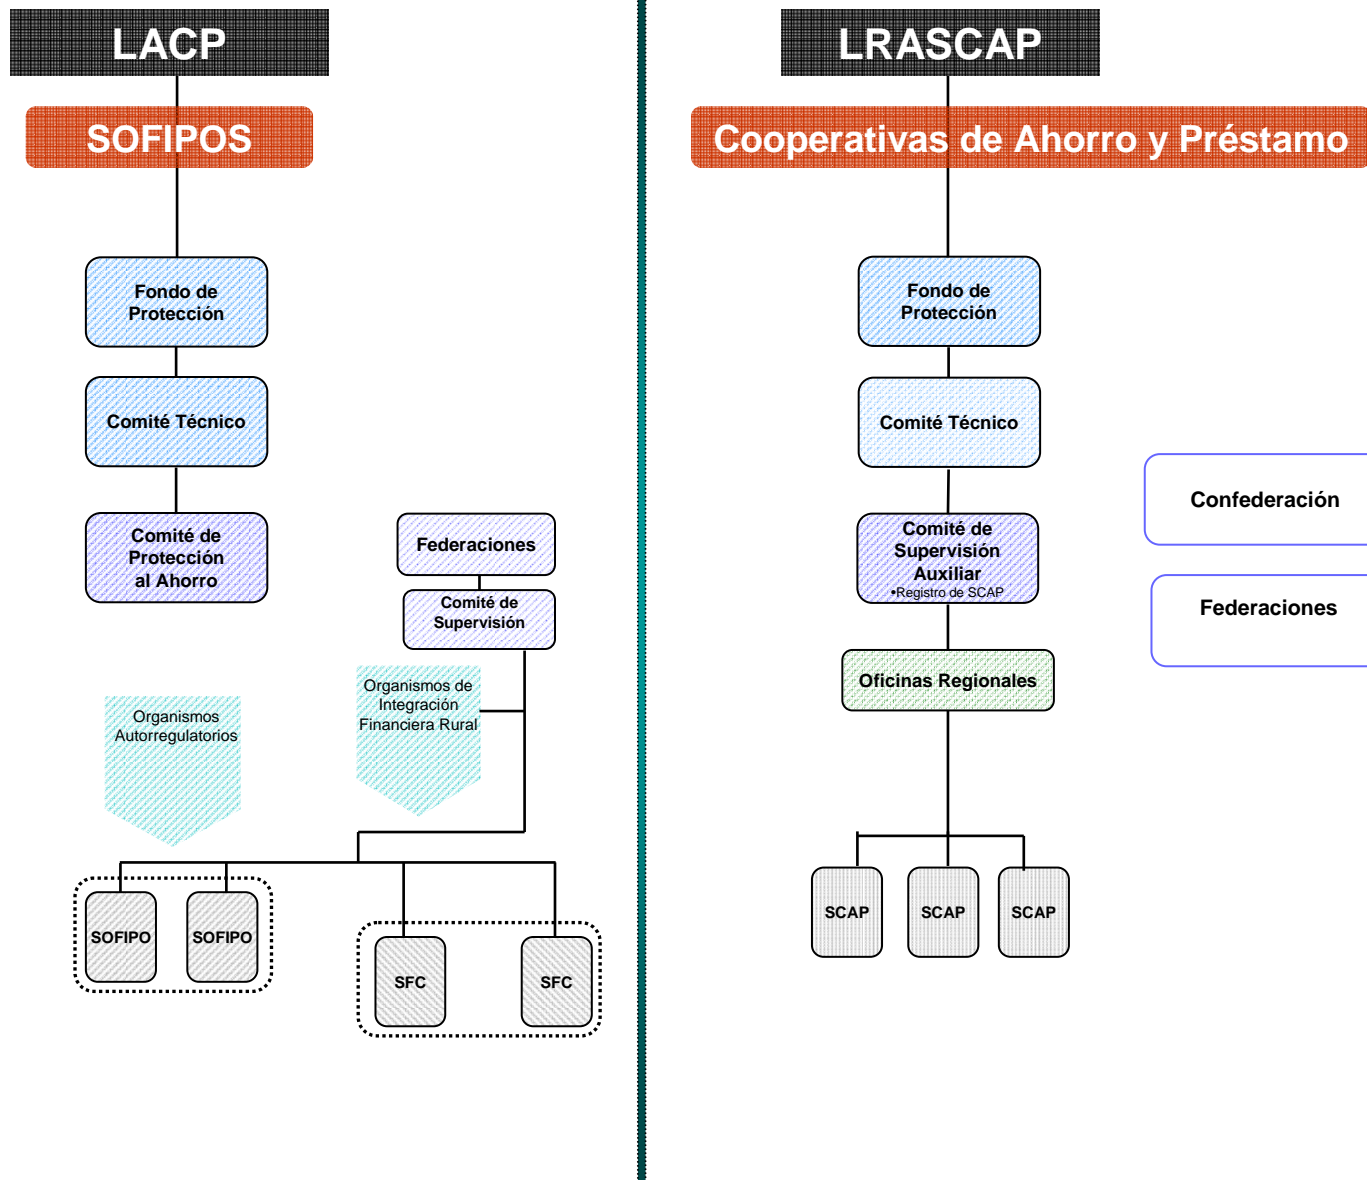 LACP
SOFIPOS
Fondo de
Protección
Comité Técnico
Comité de
Protección
al Ahorro
Federaciones
Comité de
Supervisión
Organismos de
Integración
Financiera Rural
Organismos
Autorregulatorios
SOFIPO
SOFIPO
SFC
SFC
LRASCAP
Cooperativas de Ahorro y Préstamo
Fondo de
Protección
Comité Técnico
Comité de
Supervisión
Auxiliar
•Registro de SCAP
Oficinas Regionales
SCAP
SCAP
SCAP
Confederación
Federaciones